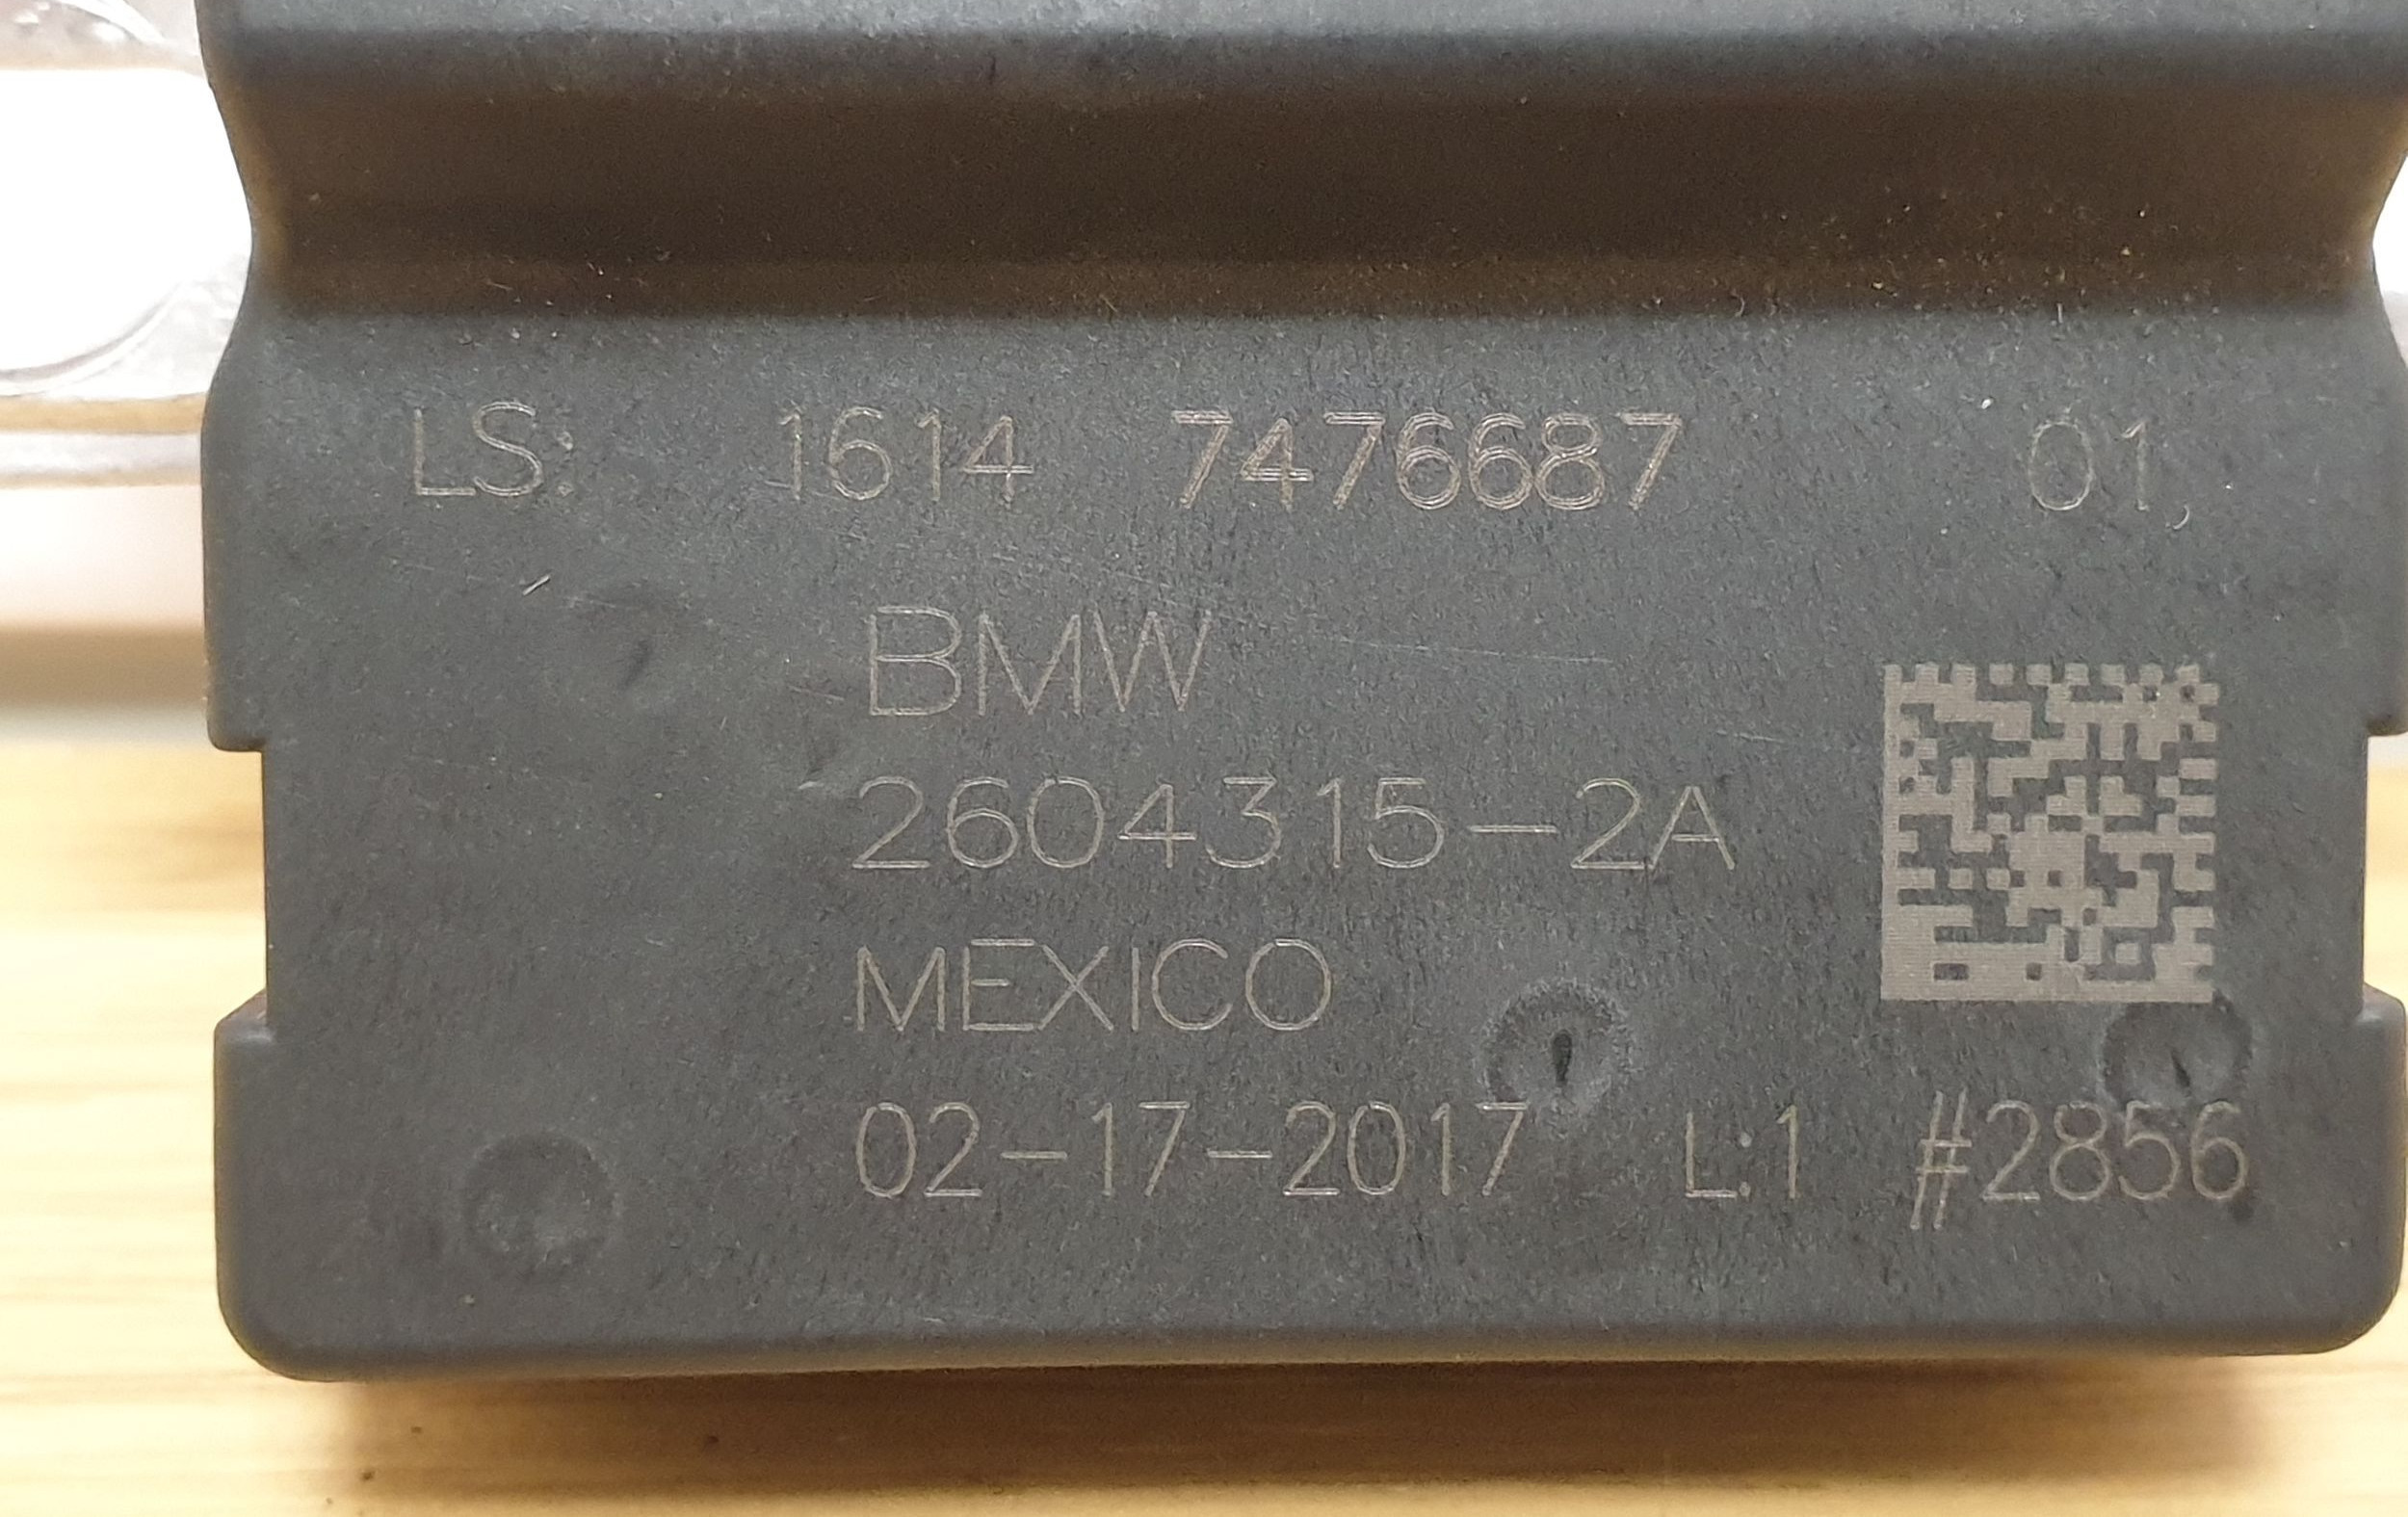 LS: 1614 7476687 01,
BMW
2604315-2A
MEXICO
02-17-2017 L:1 #2856